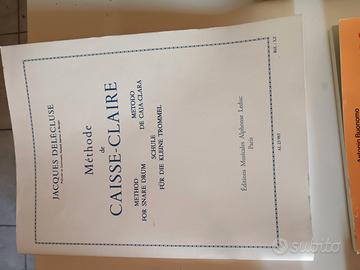 JACQUES DELÉCLUSE
Méthode
de
CAISSE-CLAIRE
METHOD
FOR SNARE DRUM
METODO
DE CAJA-CLARA
SCHULE
FÜR DIE KLEINE TROMMEL
Éditions Musicales Alphonse Leduc
Paris
subito